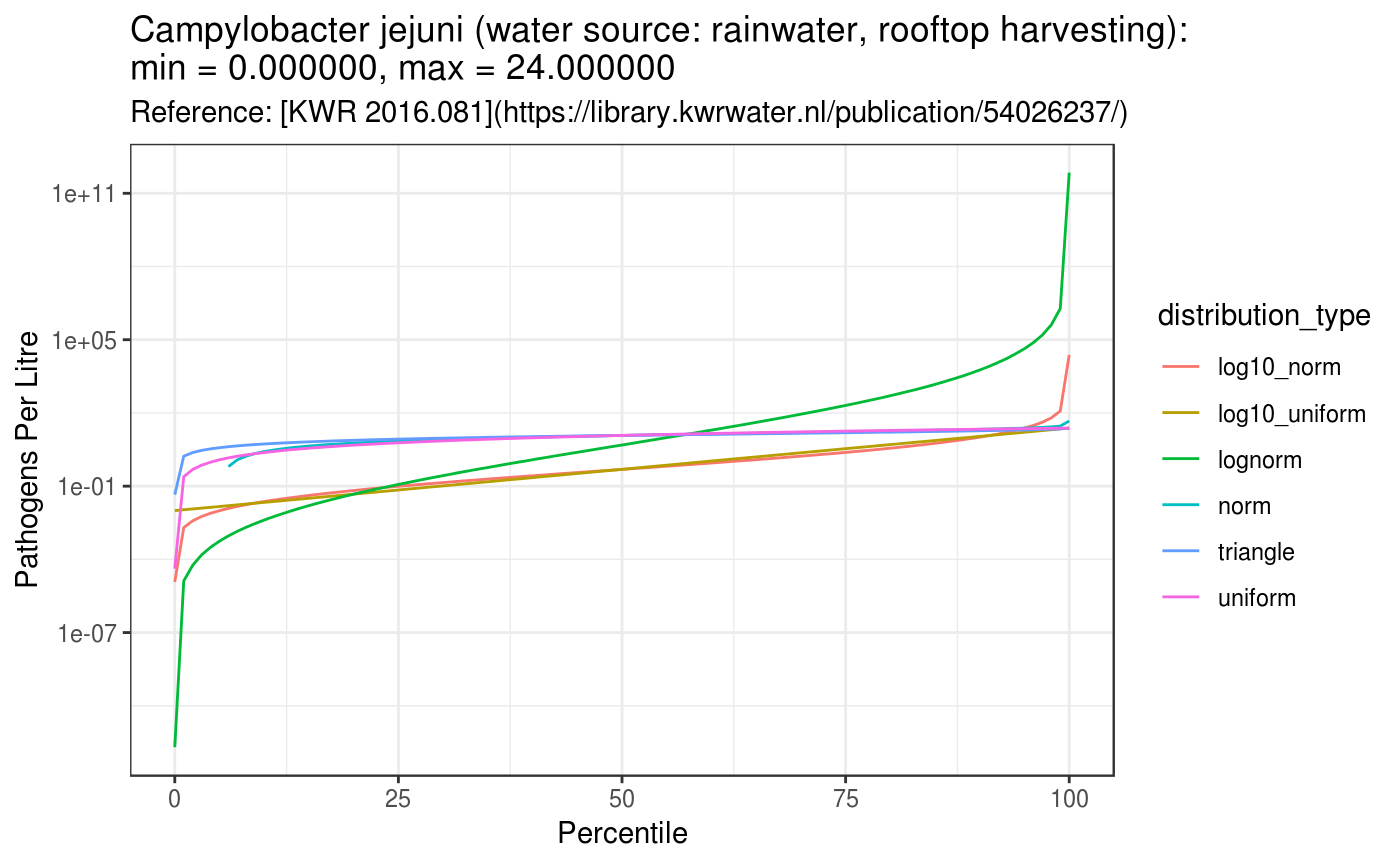 Campylobacter jejuni (water source: rainwater, rooftop harvesting):
min = 0.000000, max = 24.000000
Reference: [KWR 2016.081](https://library.kwrwater.nl/publication/54026237/)
1e+11
1e+05
1e-01
1e-07
Pathogens Per Litre
0
25
50
75
100
Percentile
distribution_type
log10_norm
log10_uniform
lognorm
norm
triangle
uniform